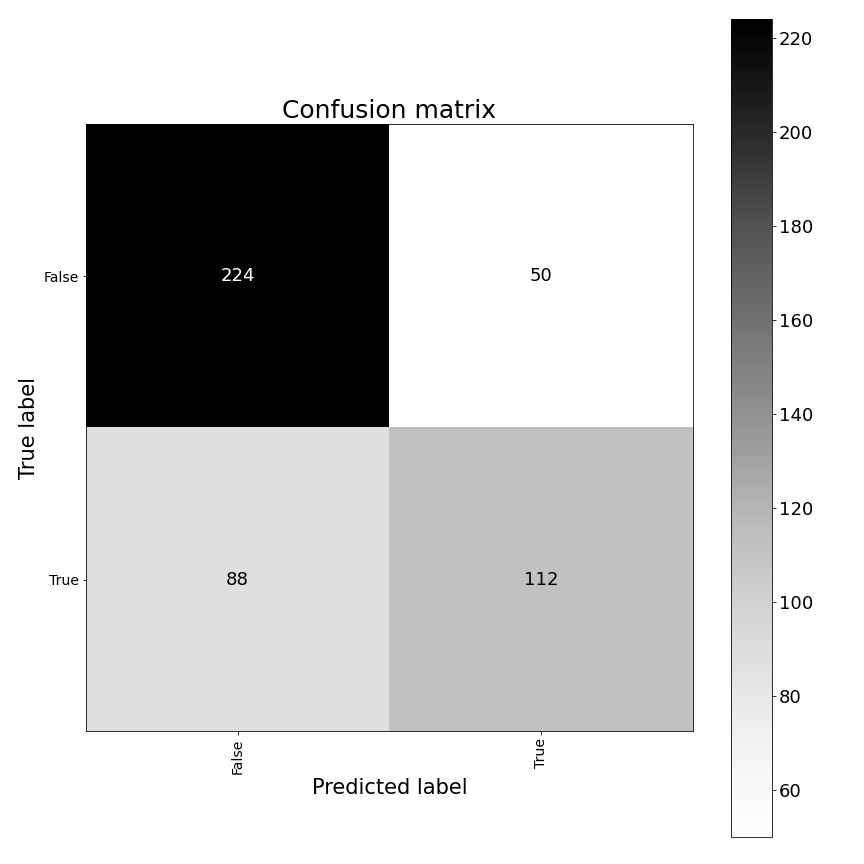 Confusion matrix
True label
False
224
50
True
88
112
False
True
Predicted label
220
200
180
160
140
120
100
80
60